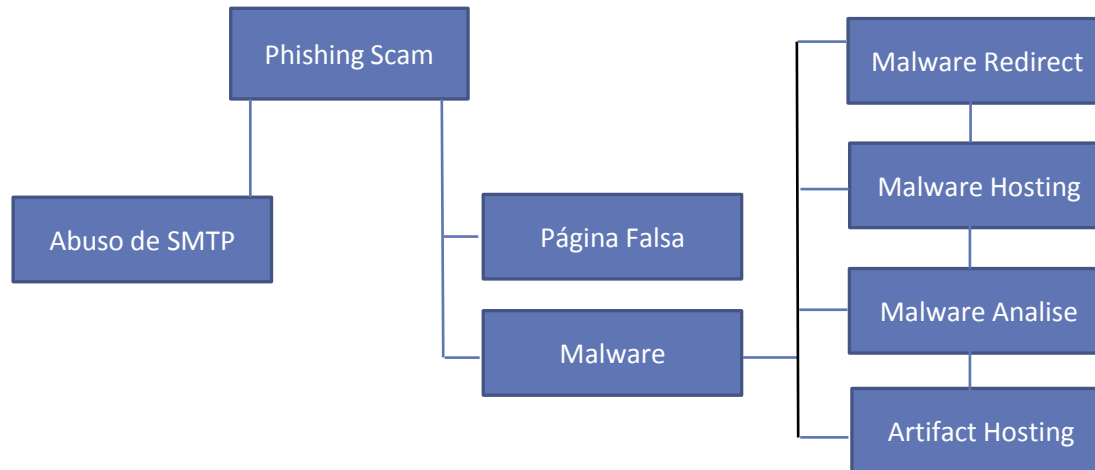 Phishing Scam
Abuso de SMTP
Página Falsa
Malware
Malware Redirect
Malware Hosting
Malware Analise
Artifact Hosting